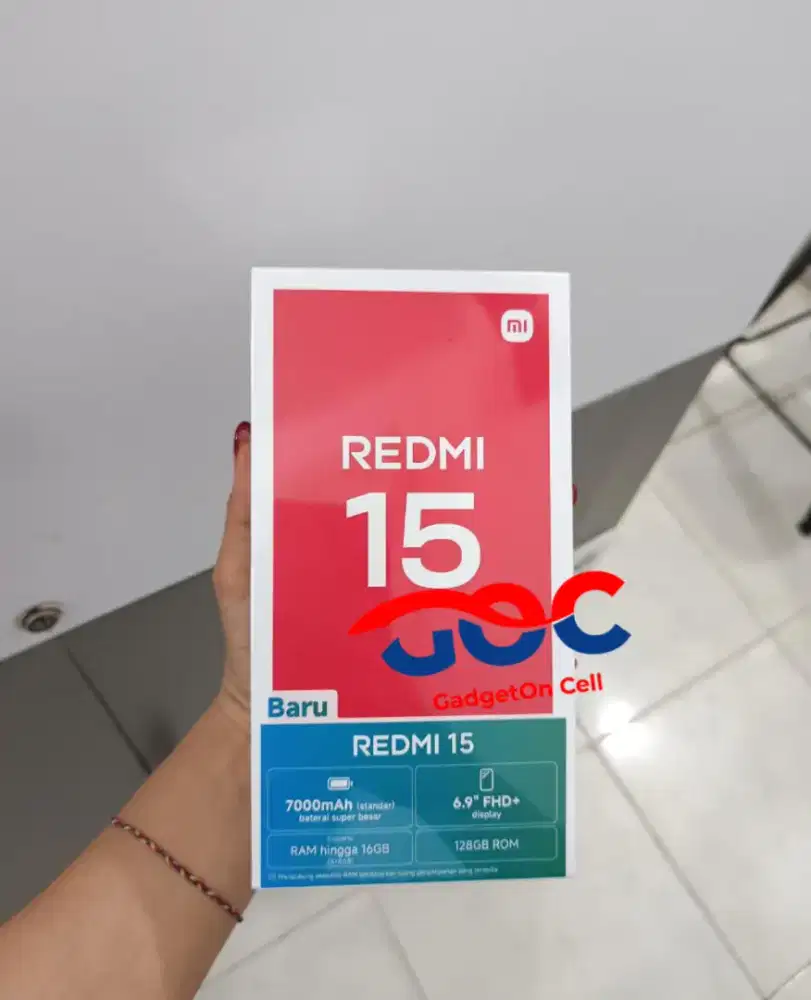 mi
REDMI
15
GOC
GadgetOn Cell
Baru
REDMI 15
7000mAh (standar)
baterai super besar
6.9" FHD+
display
RAM hingga 16GB
128GB ROM